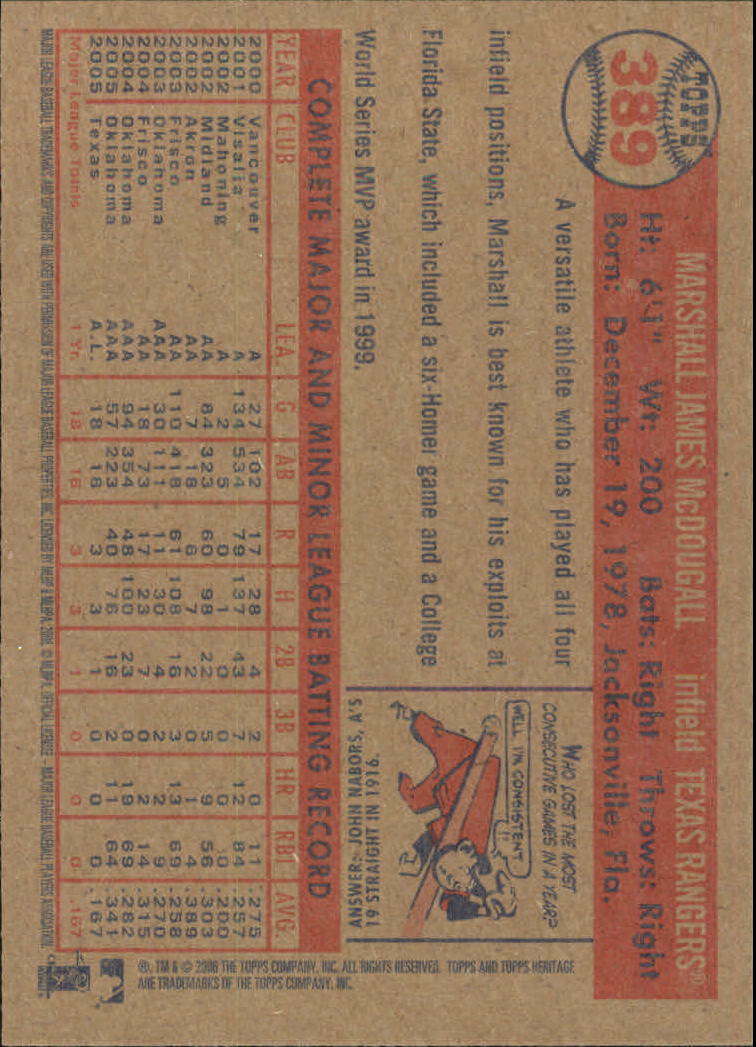 TOPPS
389
MARSHALL JAMES McDOUGALL infield TEXAS RANGERS®
Ht: 6'1" Wt: 200 Bats: Right Throws: Right
Born: December 19, 1978, Jacksonville, Fla.
A versatile athlete who has played all four
infield positions, Marshall is best known for his exploits at
Florida State, which included a six-Homer game and a College
World Series MVP award in 1999.
WHO LOST THE MOST
CONSECUTIVE GAMES IN A YEAR?
WELL, I'M CONSISTENT.
ANSWER: JOHN NABORS, A'S
19 STRAIGHT IN 1916.
COMPLETE MAJOR AND MINOR LEAGUE BATTING RECORD
YEAR CLUB LEA G AB R H 2B 3B HR RBI AVG.
2000 Vancouver A 27 102 17 28 4 2 0 11 .275
2001 Visalia A 134 534 79 137 43 7 12 84 .257
2002 Mahoning A 2 5 0 1 0 0 0 0 .200
2002 Midland AA 84 323 60 98 22 5 9 56 .303
2002 Akron AA 7 18 6 7 2 0 1 4 .389
2003 Frisco AA 110 418 61 108 16 3 13 69 .258
2003 Oklahoma AAA 30 111 11 30 4 2 2 9 .270
2004 Frisco AA 18 73 17 23 7 0 2 14 .315
2004 Oklahoma AAA 94 354 48 100 23 2 19 69 .282
2005 Oklahoma AAA 57 223 40 76 16 2 11 64 .341
2005 Texas A.L. 18 18 3 3 1 0 0 0 .167
Major League Totals 1 Yr. 18 18 3 3 1 0 0 0 .167
®, TM & © 2006 THE TOPPS COMPANY, INC. ALL RIGHTS RESERVED. TOPPS AND TOPPS HERITAGE
ARE TRADEMARKS OF THE TOPPS COMPANY, INC.